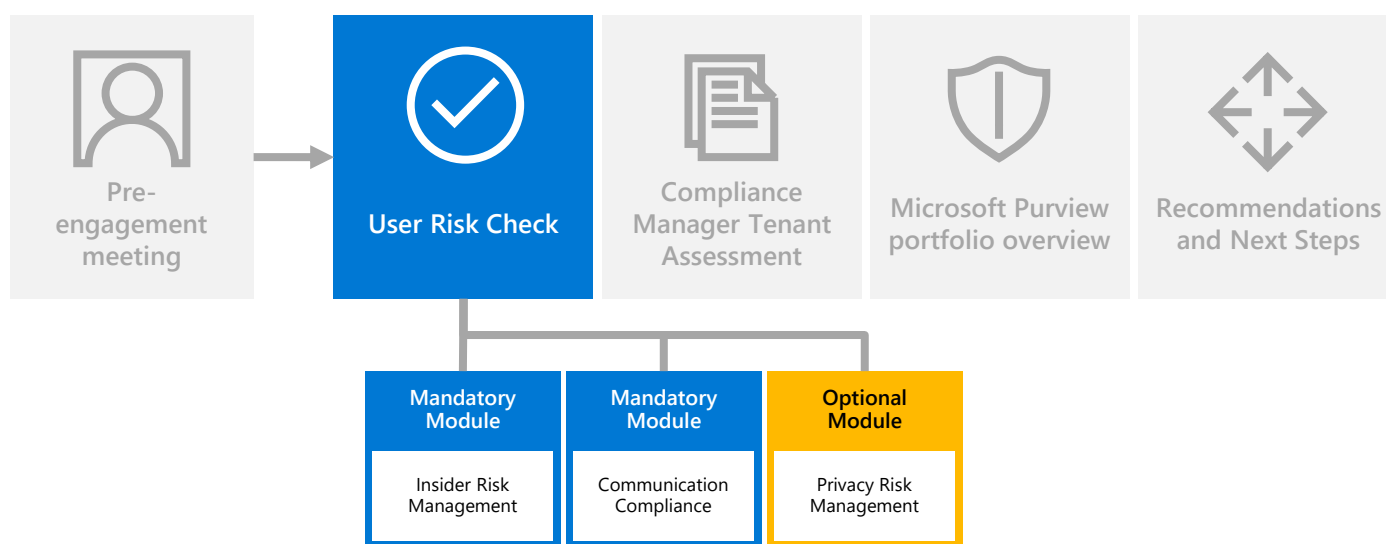 Pre-
engagement
meeting
User Risk Check
Compliance
Manager Tenant
Assessment
Microsoft Purview
portfolio overview
Recommendations
and Next Steps
Mandatory
Module
Insider Risk
Management
Mandatory
Module
Communication
Compliance
Optional
Module
Privacy Risk
Management